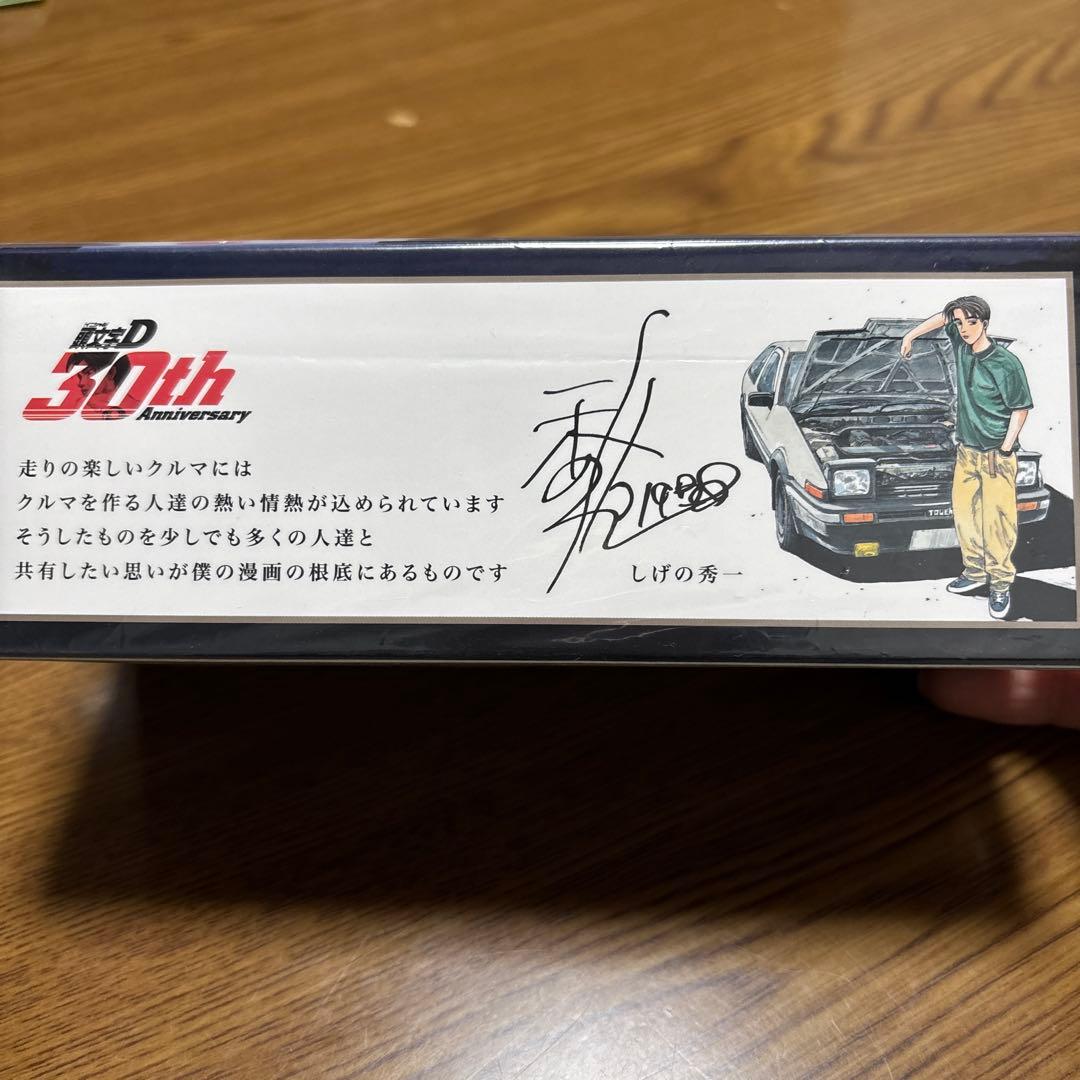 頭文字D
30th
Anniversary
走りの楽しいクルマには
クルマを作る人達の熱い情熱が込められています
そうしたものを少しでも多くの人達と
共有したい思いが僕の漫画の根底にあるものです
しげの秀一